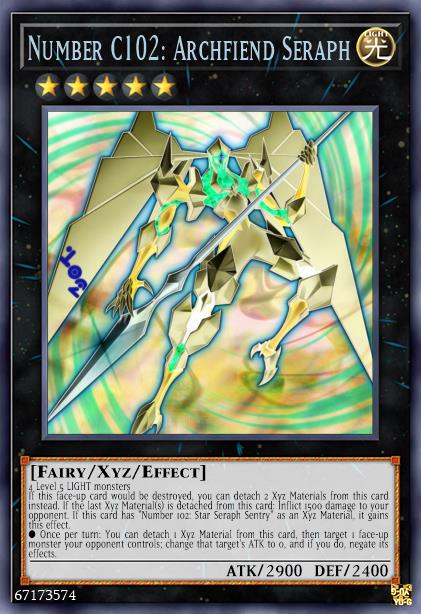 Number C102: Archfiend Seraph
LIGHT
光
102
[Fairy/Xyz/Effect]
4 Level 5 LIGHT monsters
If this face-up card would be destroyed, you can detach 2 Xyz Materials from this card
instead. If the last Xyz Material(s) is detached from this card: Inflict 1500 damage to your
opponent. If this card has "Number 102: Star Seraph Sentry" as an Xyz Material, it gains
this effect.
● Once per turn: You can detach 1 Xyz Material from this card, then target 1 face-up
monster your opponent controls; change that target's ATK to 0, and if you do, negate its
effects.
ATK/2900 DEF/2400
67173574